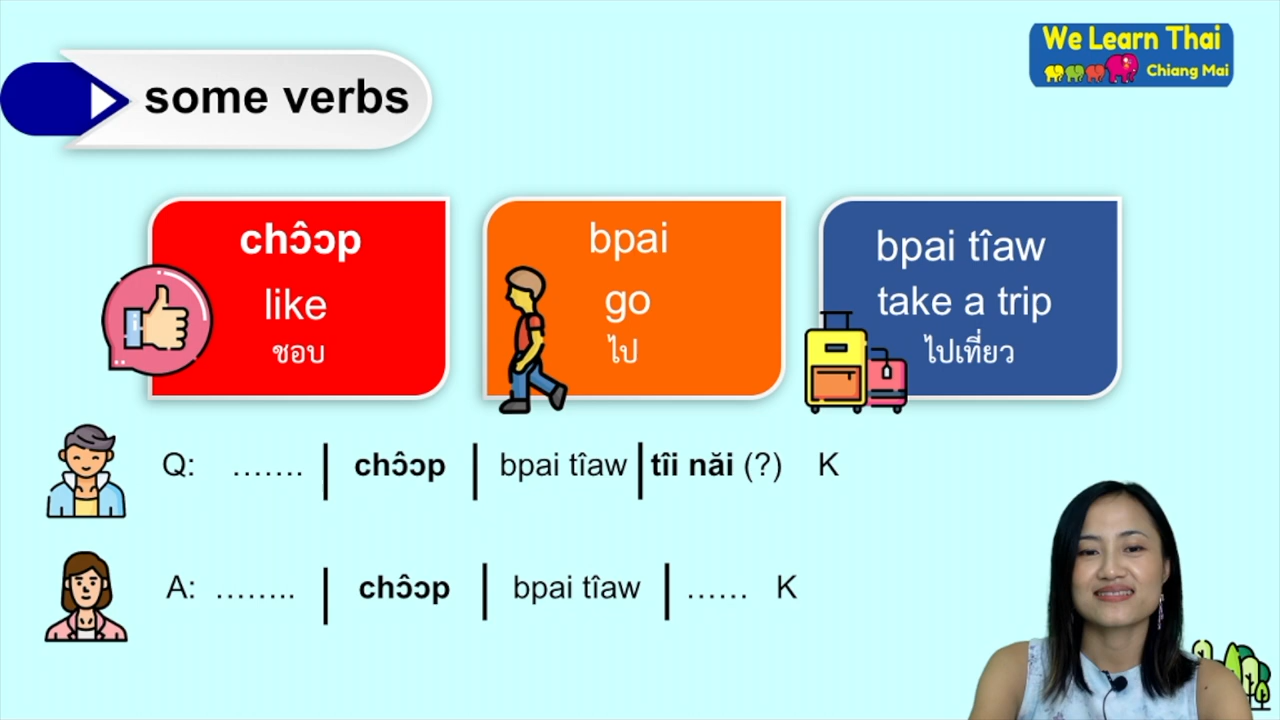 We Learn Thai
Chiang Mai
some verbs
chɔ̂ɔp
like
ชอบ
bpai
go
ไป
bpai tîaw
take a trip
ไปเที่ยว
Q: ……. | chɔ̂ɔp | bpai tîaw | tîi nǎi (?) K
A: …….. | chɔ̂ɔp | bpai tîaw | …… K